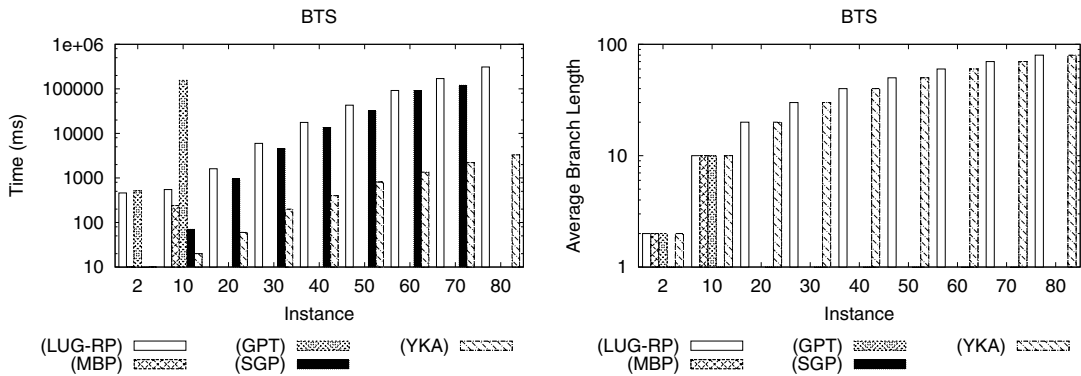 BTS
1e+06
100000
10000
1000
100
10
Time (ms)
2 10 20 30 40 50 60 70 80
Instance
(LUG-RP) (GPT) (YKA)
(MBP) (SGP)
BTS
100
10
1
Average Branch Length
2 10 20 30 40 50 60 70 80
Instance
(LUG-RP) (GPT) (YKA)
(MBP) (SGP)